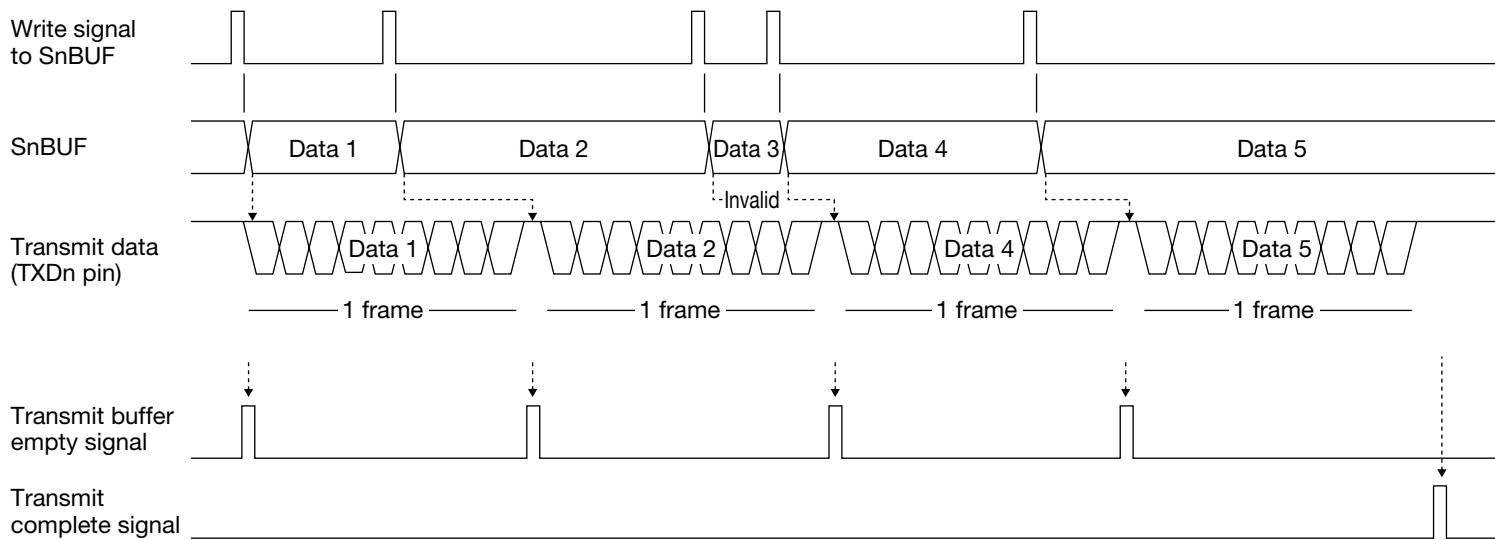 Write signal
to SnBUF
SnBUF
Data 1
Data 2
Data 3
Data 4
Data 5
Invalid
Transmit data
(TXDn pin)
Data 1
Data 2
Data 4
Data 5
1 frame
1 frame
1 frame
1 frame
Transmit buffer
empty signal
Transmit
complete signal